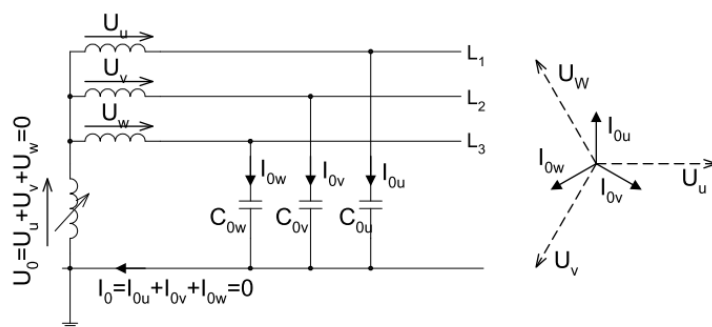 U_u
L_1
U_v
L_2
U_w
L_3
U_0=U_u+U_v+U_w=0
I_0w
I_0v
I_0u
C_0w
C_0v
C_0u
I_0=I_0u+I_0v+I_0w=0
U_W
I_0u
I_0w
I_0v
U_u
U_v